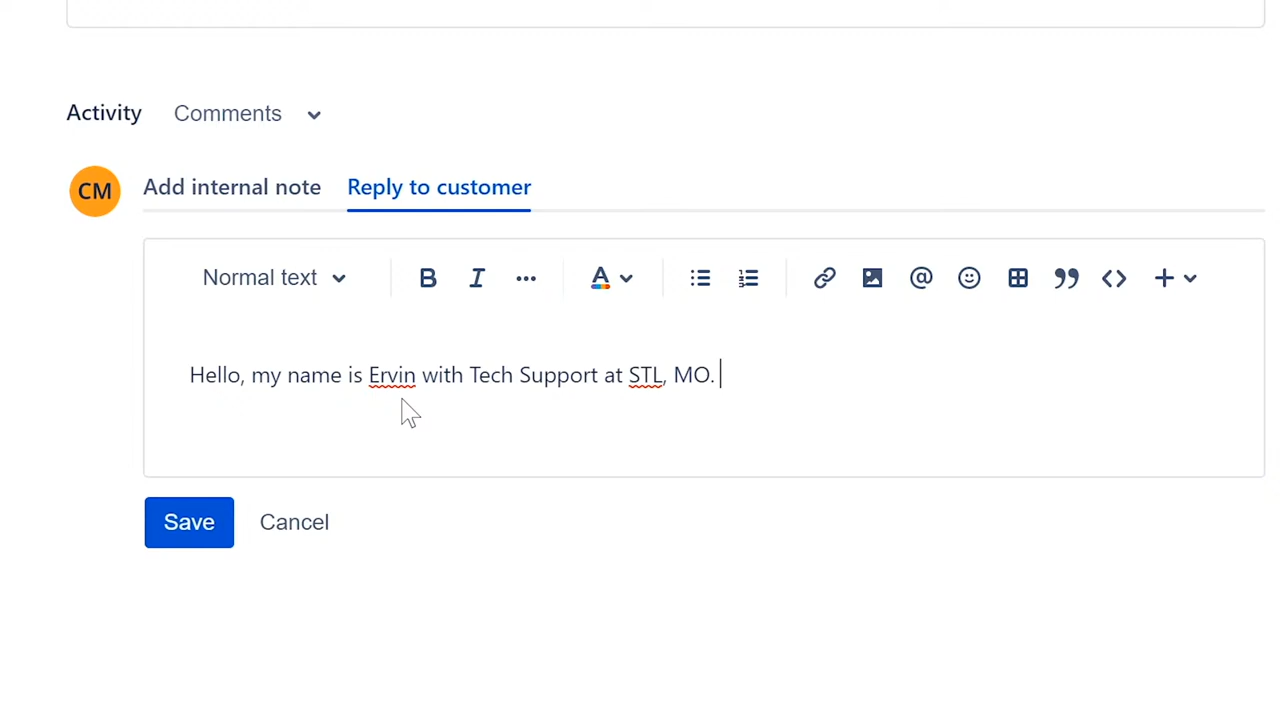 Activity Comments
CM Add internal note Reply to customer
Normal text B I ... A
Hello, my name is Ervin with Tech Support at STL, MO.
Save Cancel